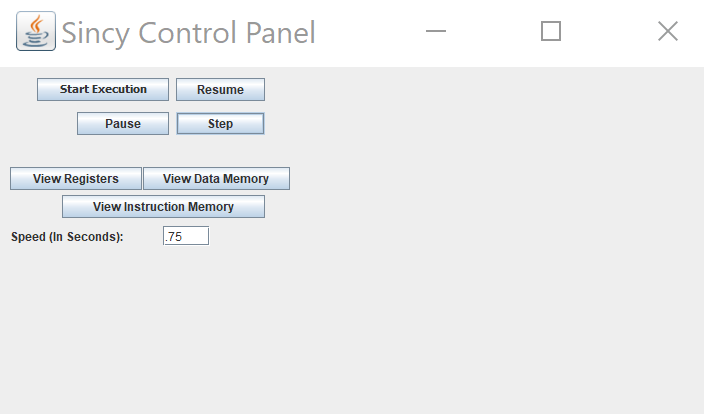 Sincy Control Panel
Start Execution Resume
Pause Step
View Registers View Data Memory
View Instruction Memory
Speed (In Seconds): .75